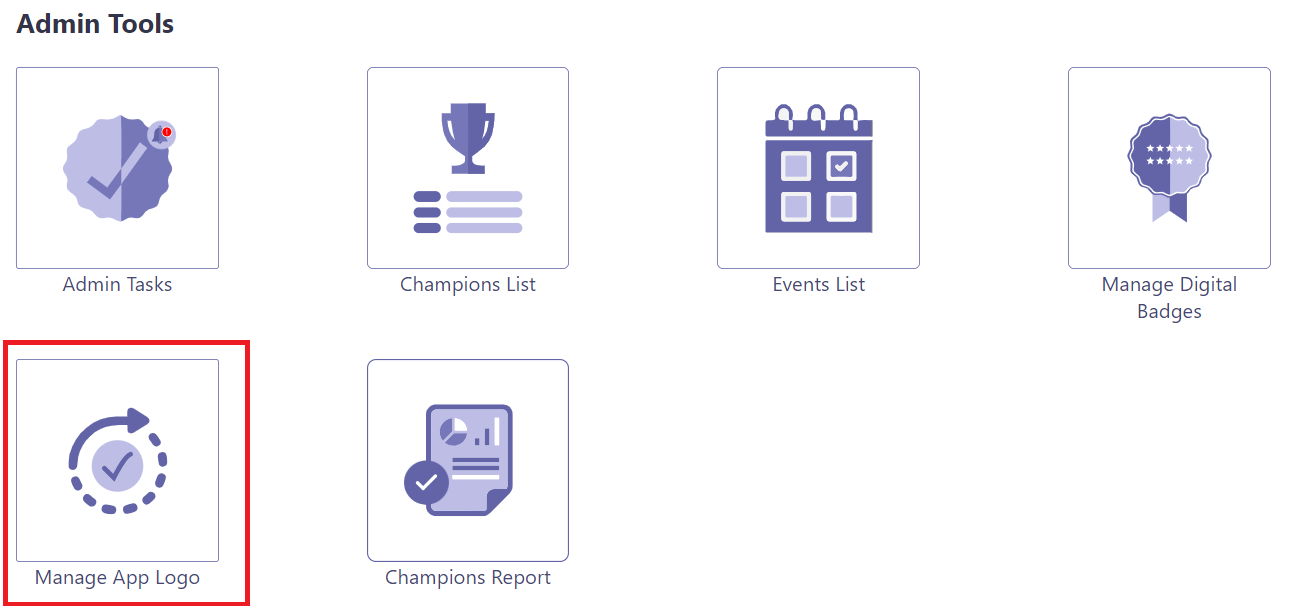 Admin Tools
Admin Tasks
Champions List
Events List
Manage Digital
Badges
Manage App Logo
Champions Report